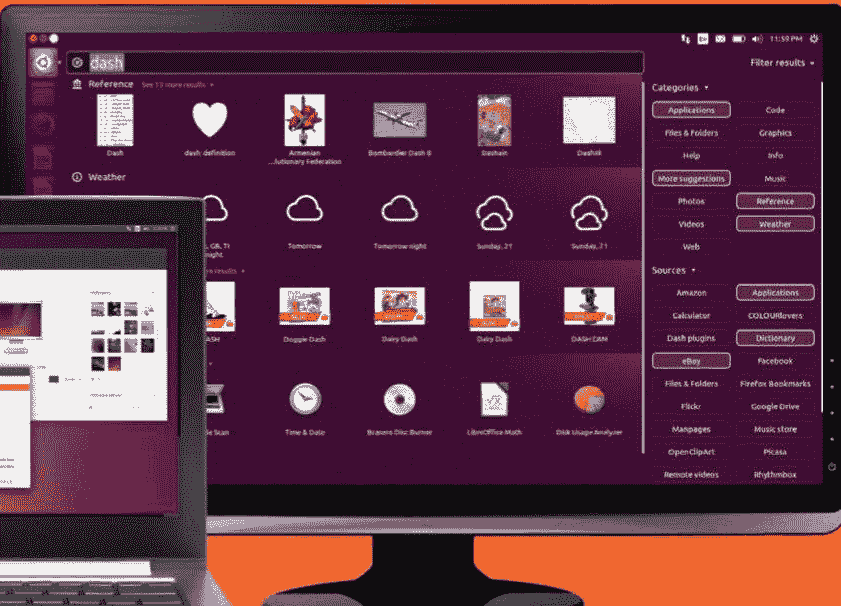 11:59 PM
dash
Filter results
Reference See 13 more results
Dash
dash: definition
Armenian
...lutionary Federation
Bombardier Dash 8
Dashain
Weather
Tomorrow
Tomorrow night
Sunday, 21
Sunday, 21
more results
Doggie Dash
Dairy Dash
Dairy Dash
DASH CAM
Scan
Time & Date
Brasero Disc Burner
LibreOffice Math
Disk Usage Analyzer
Categories
Applications
Code
Files & Folders
Graphics
Help
Info
More suggestions
Music
Photos
Reference
Videos
Weather
Web
Sources
Amazon
Applications
Calculator
COLOURlovers
Dash plugins
Dictionary
eBay
Facebook
Files & Folders
Firefox Bookmarks
Flickr
Google Drive
Manpages
Music store
OpenClipArt
Picasa
Remote videos
Rhythmbox